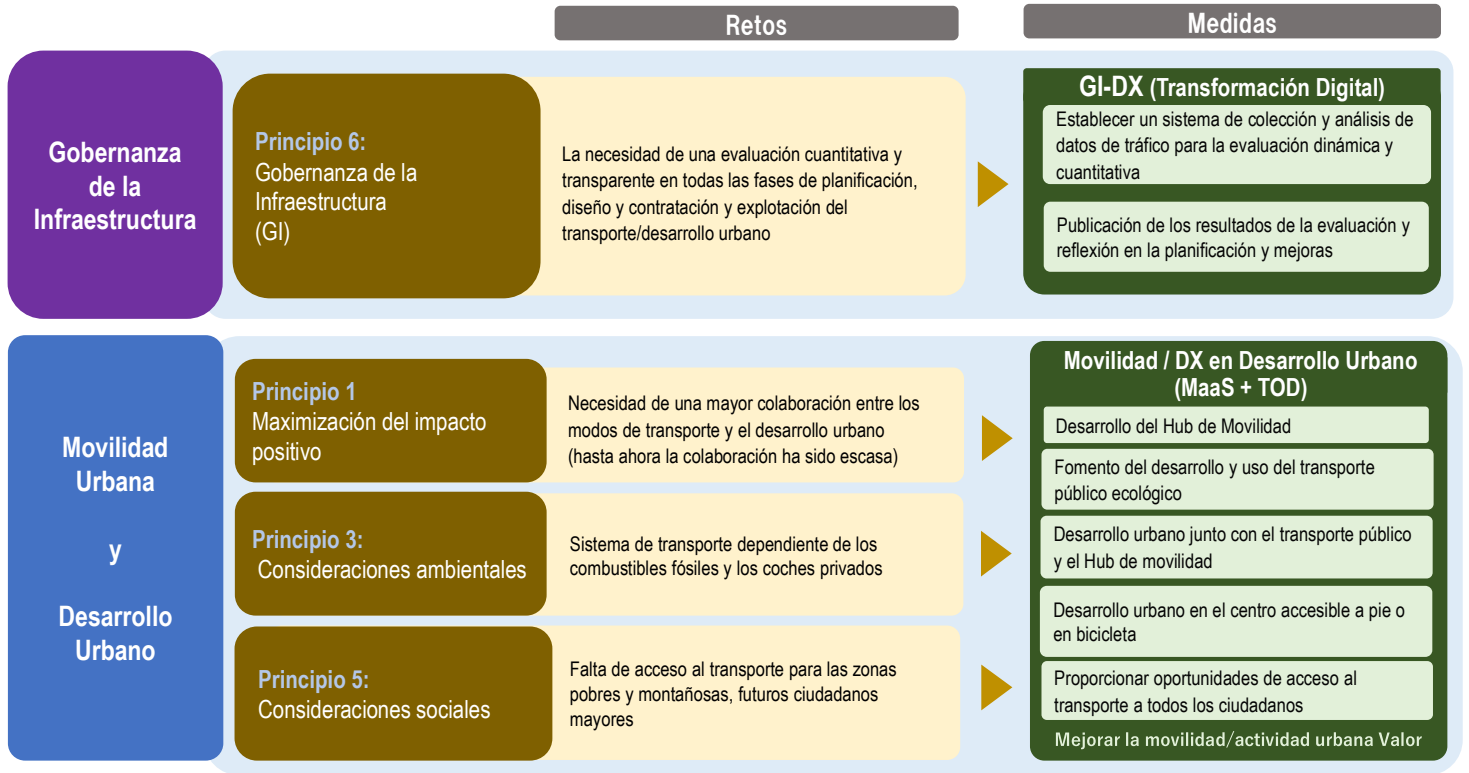 Retos
Medidas
Gobernanza
de la
Infraestructura
Principio 6:
Gobernanza de la
Infraestructura
(GI)
La necesidad de una evaluación cuantitativa y
transparente en todas las fases de planificación,
diseño y contratación y explotación del
transporte/desarrollo urbano
GI-DX (Transformación Digital)
Establecer un sistema de colección y análisis de
datos de tráfico para la evaluación dinámica y
cuantitativa
Publicación de los resultados de la evaluación y
reflexión en la planificación y mejoras
Movilidad
Urbana
y
Desarrollo
Urbano
Principio 1
Maximización del impacto
positivo
Necesidad de una mayor colaboración entre los
modos de transporte y el desarrollo urbano
(hasta ahora la colaboración ha sido escasa)
Principio 3:
Consideraciones ambientales
Sistema de transporte dependiente de los
combustibles fósiles y los coches privados
Principio 5:
Consideraciones sociales
Falta de acceso al transporte para las zonas
pobres y montañosas, futuros ciudadanos
mayores
Movilidad / DX en Desarrollo Urbano
(MaaS + TOD)
Desarrollo del Hub de Movilidad
Fomento del desarrollo y uso del transporte
público ecológico
Desarrollo urbano junto con el transporte público
y el Hub de movilidad
Desarrollo urbano en el centro accesible a pie o
en bicicleta
Proporcionar oportunidades de acceso al
transporte a todos los ciudadanos
Mejorar la movilidad/actividad urbana Valor